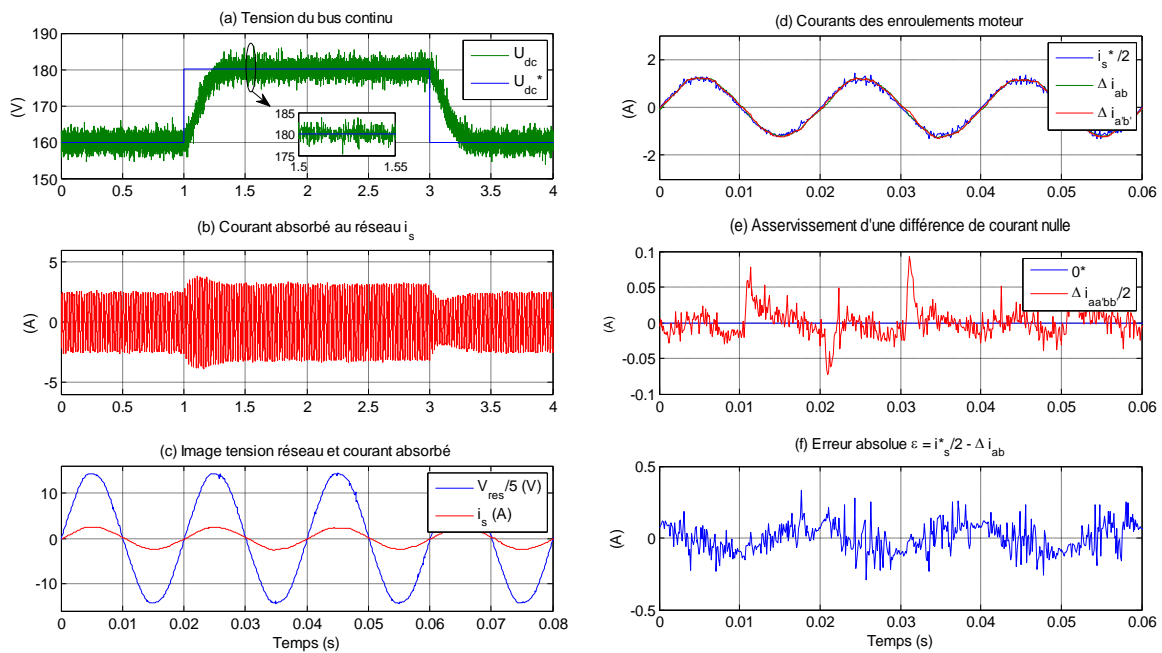 (a) Tension du bus continu
190
180
170
160
150
(V)
U_dc
U_dc*
185
180
175
1.5 1.55
0 0.5 1 1.5 2 2.5 3 3.5 4
(b) Courant absorbé au réseau i_s
5
0
-5
(A)
0 0.5 1 1.5 2 2.5 3 3.5 4
(c) Image tension réseau et courant absorbé
10
0
-10
V_res/5 (V)
i_s (A)
0 0.01 0.02 0.03 0.04 0.05 0.06 0.07 0.08
Temps (s)
(d) Courants des enroulements moteur
2
0
-2
(A)
i_s*/2
Δ i_ab
Δ i_a'b'
0 0.01 0.02 0.03 0.04 0.05 0.06
(e) Asservissement d'une différence de courant nulle
0.1
0.05
0
-0.05
-0.1
(A)
0*
Δ i_aa'bb'/2
0 0.01 0.02 0.03 0.04 0.05 0.06
(f) Erreur absolue ε = i*_s/2 - Δ i_ab
0.5
0
-0.5
(A)
0 0.01 0.02 0.03 0.04 0.05 0.06
Temps (s)